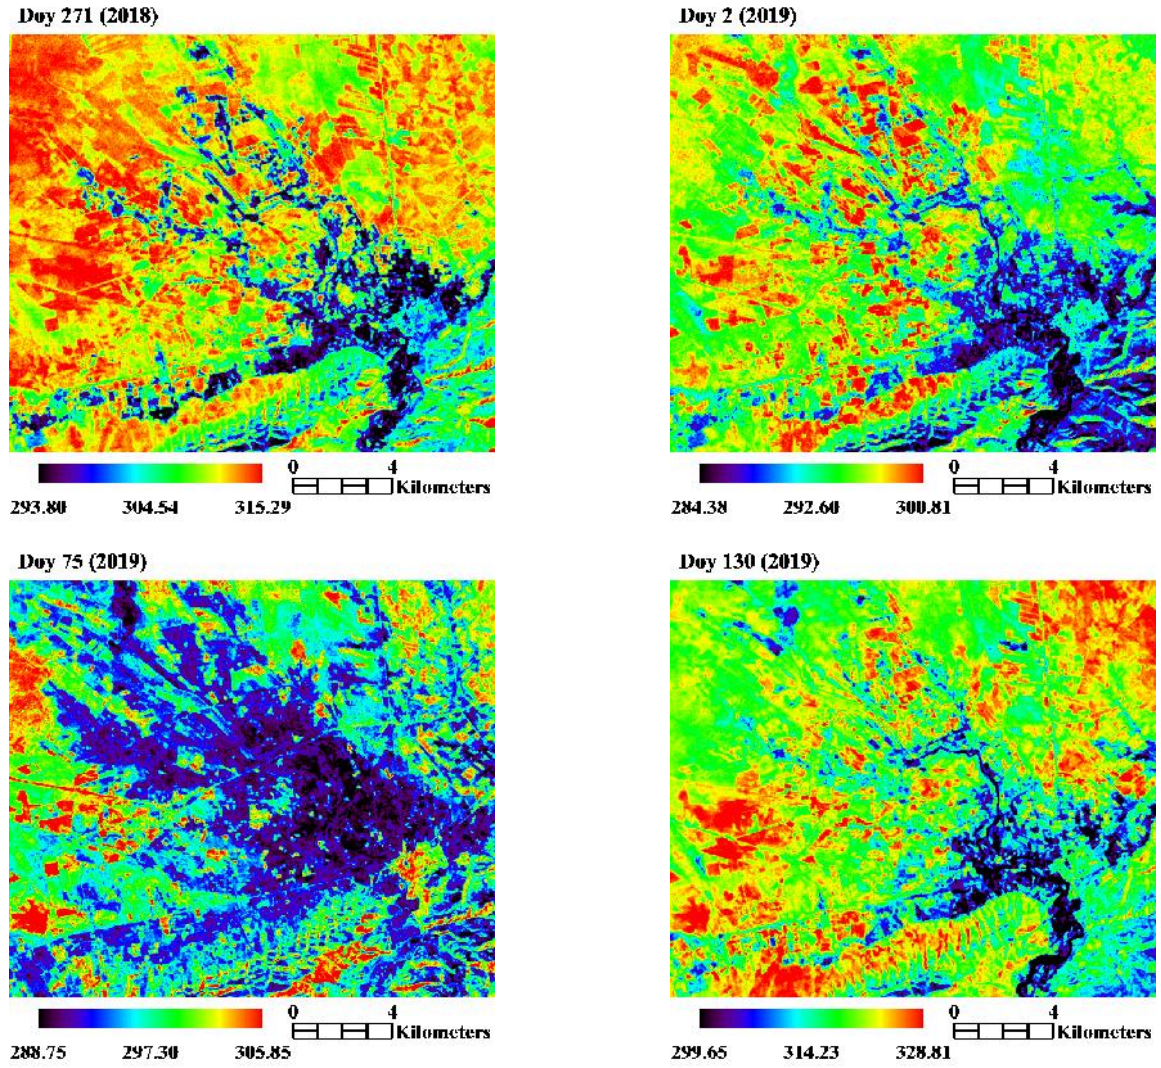 Doy 271 (2018)
Doy 2 (2019)
0 4
Kilometers
293.80 304.54 315.29
0 4
Kilometers
284.38 292.60 300.81
Doy 75 (2019)
Doy 130 (2019)
0 4
Kilometers
288.75 297.30 305.85
0 4
Kilometers
299.65 314.23 328.81